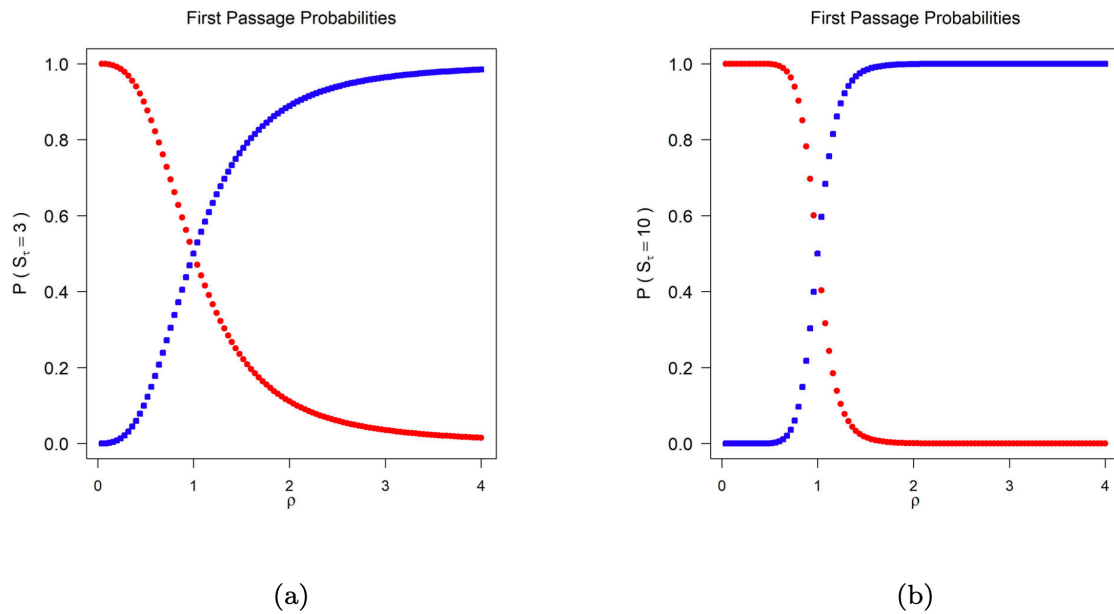 First Passage Probabilities
P ( S_τ = 3 )
1.0
0.8
0.6
0.4
0.2
0.0
0 1 2 3 4
ρ
(a)
First Passage Probabilities
P ( S_τ = 10 )
1.0
0.8
0.6
0.4
0.2
0.0
0 1 2 3 4
ρ
(b)